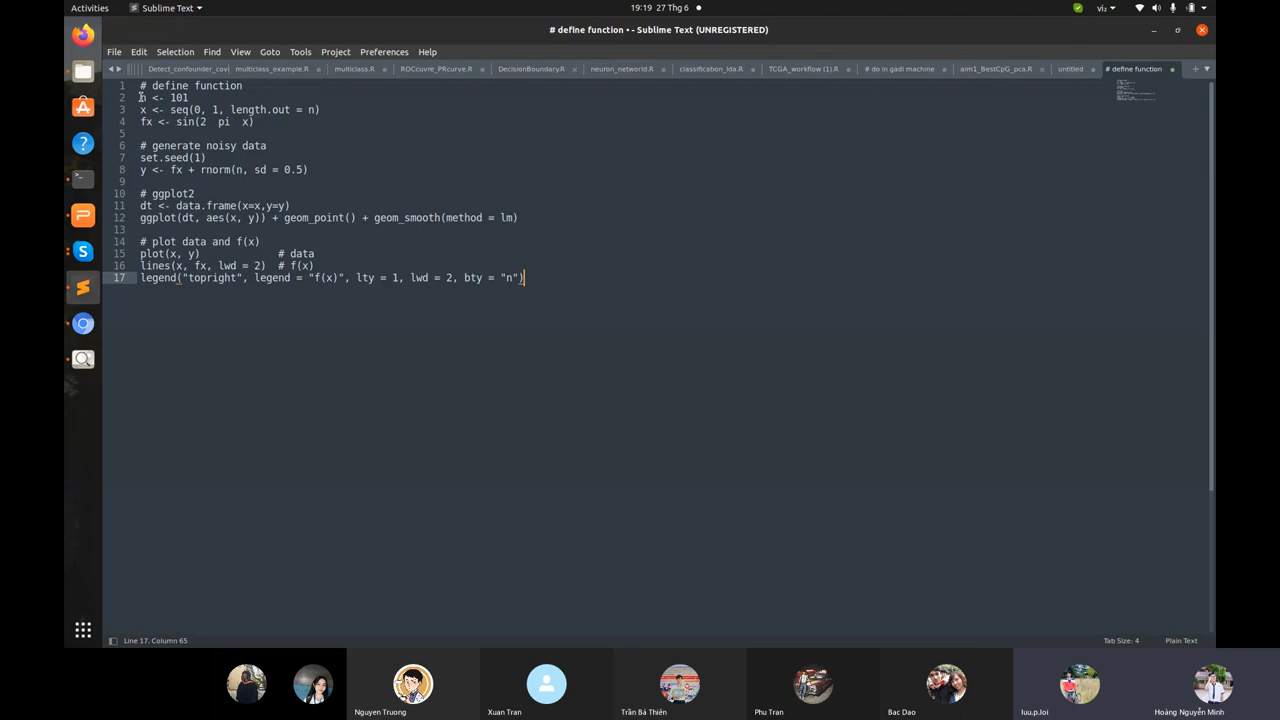 Activities
Sublime Text
19:19 27 Thg 6
vi₂
# define function • - Sublime Text (UNREGISTERED)
File Edit Selection Find View Goto Tools Project Preferences Help
Detect_confounder_cov multiclass_example.R multiclass.R ROCcuvre_PRcurve.R DecisionBoundary.R neuron_networld.R classification_lda.R TCGA_workflow (1).R # do in gadi machine aim1_BestCpG_pca.R untitled # define function
1 # define function
2 n <- 101
3 x <- seq(0, 1, length.out = n)
4 fx <- sin(2  pi  x)
5
6 # generate noisy data
7 set.seed(1)
8 y <- fx + rnorm(n, sd = 0.5)
9
10 # ggplot2
11 dt <- data.frame(x=x,y=y)
12 ggplot(dt, aes(x, y)) + geom_point() + geom_smooth(method = lm)
13
14 # plot data and f(x)
15 plot(x, y)             # data
16 lines(x, fx, lwd = 2)  # f(x)
17 legend("topright", legend = "f(x)", lty = 1, lwd = 2, bty = "n")
Line 17, Column 65
Tab Size: 4
Plain Text
Nguyen Truong
Xuan Tran
Trần Bá Thiên
Phu Tran
Bac Dao
luu.p.loi
Hoàng Nguyên Minh